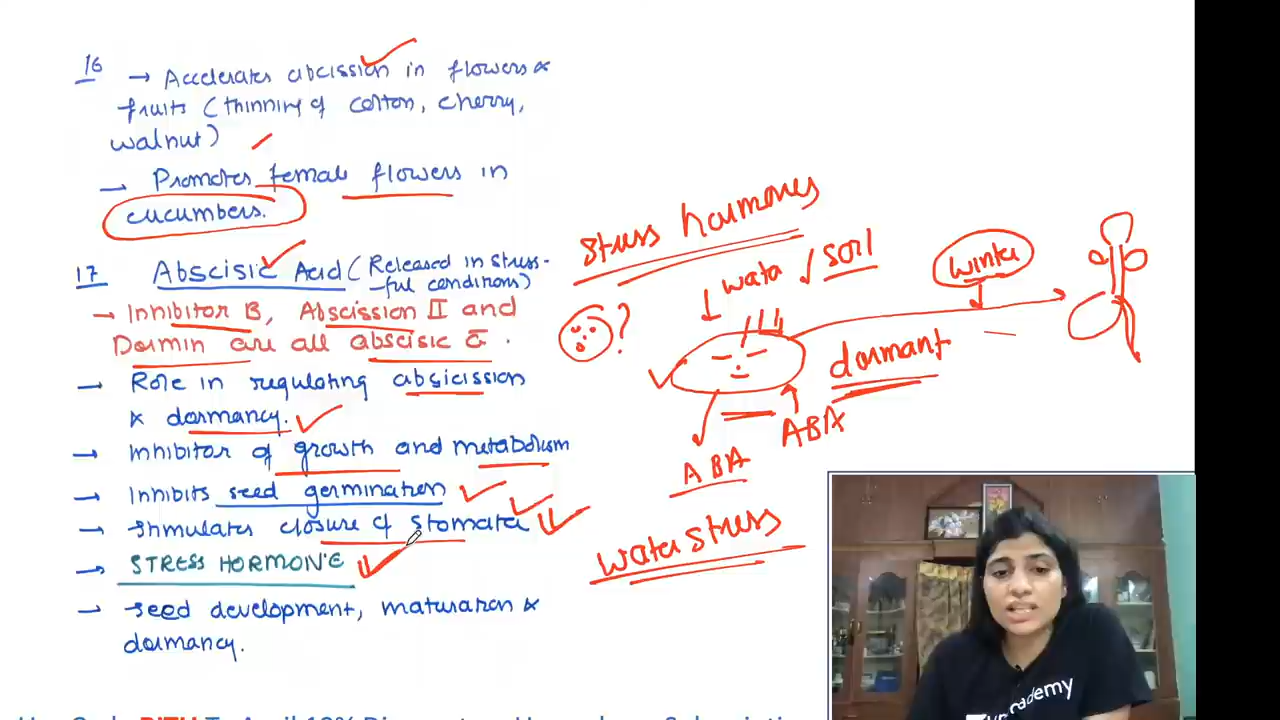 16
→ Accelerates abcission in flowers &
fruits (thinning of cotton, cherry,
walnut)
→ Promotes female flowers in
cucumbers.
17 Abscisic Acid (Released in stress-
-ful conditions)
→ Inhibitor B, Abscission II and
Dormin are all abscisic
→ Role in regulating absicission
& dormancy.
→ Inhibitor of growth and metabolism
→ Inhibits seed germination
→ stimulates closure of stomata
→ STRESS HORMONE
→ seed development, maturation &
dormancy.
Stress hormones
water ✓ soil
winter
?
dormant
ABA
ABA
water stress